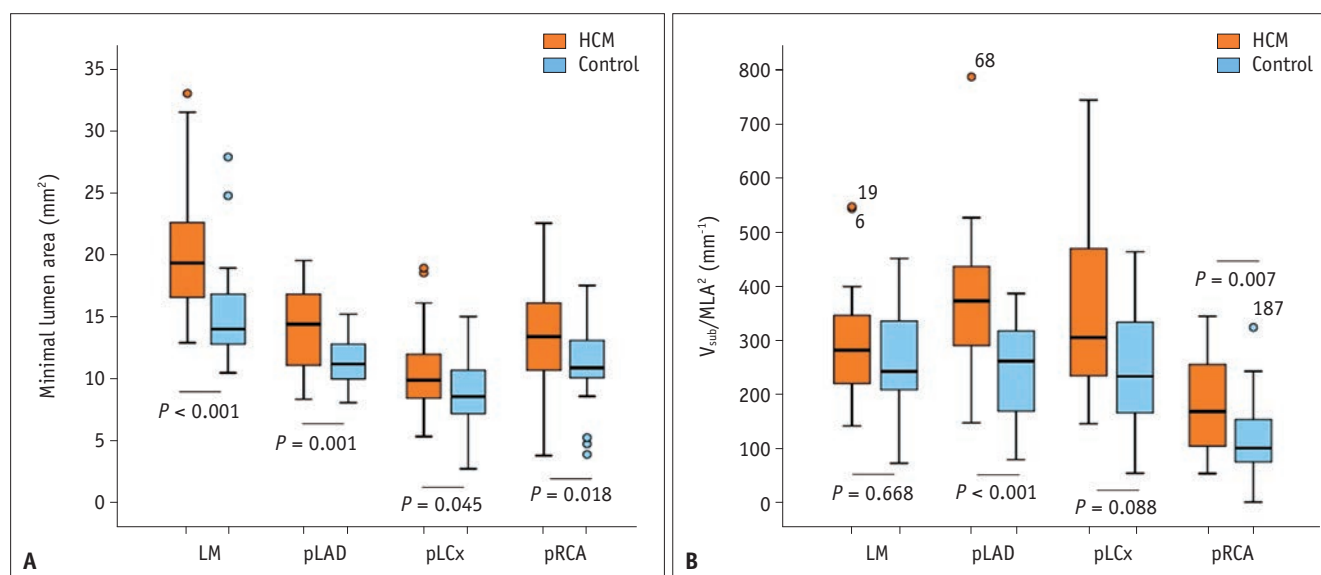 HCM
Control
35
30
25
20
15
10
5
0
Minimal lumen area (mm²)
P < 0.001
P = 0.001
P = 0.045
P = 0.018
LM pLAD pLCx pRCA
A
HCM
Control
800
700
600
500
400
300
200
100
0
V_sub/MLA² (mm⁻¹)
68
19
6
187
P = 0.007
P = 0.668
P < 0.001
P = 0.088
LM pLAD pLCx pRCA
B